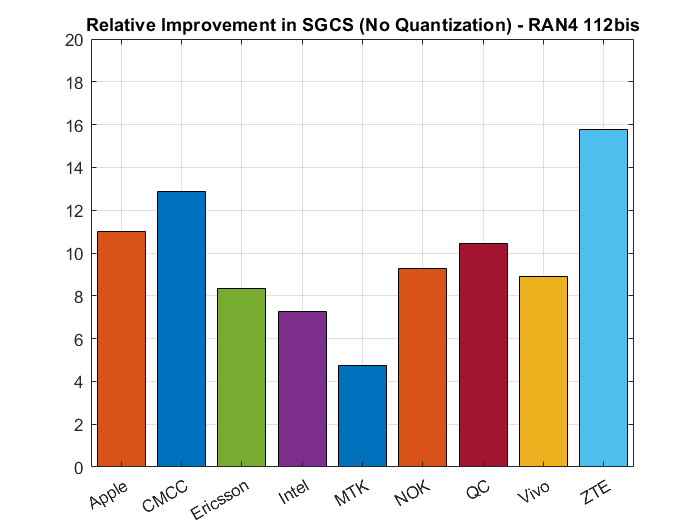 Relative Improvement in SGCS (No Quantization) - RAN4 112bis
20
18
16
14
12
10
8
6
4
2
0
Apple
CMCC
Ericsson
Intel
MTK
NOK
QC
Vivo
ZTE